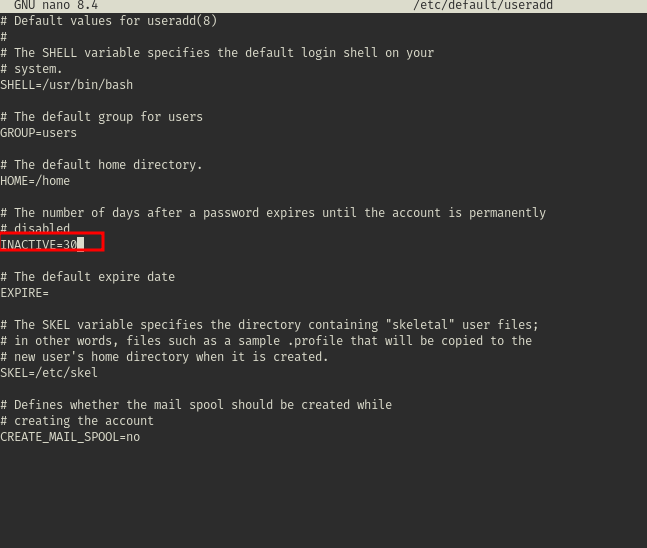 GNU nano 8.4 /etc/default/useradd
# Default values for useradd(8)
#
# The SHELL variable specifies the default login shell on your
# system.
SHELL=/usr/bin/bash
# The default group for users
GROUP=users
# The default home directory.
HOME=/home
# The number of days after a password expires until the account is permanently
# disabled
INACTIVE=30
# The default expire date
EXPIRE=
# The SKEL variable specifies the directory containing "skeletal" user files;
# in other words, files such as a sample .profile that will be copied to the
# new user's home directory when it is created.
SKEL=/etc/skel
# Defines whether the mail spool should be created while
# creating the account
CREATE_MAIL_SPOOL=no